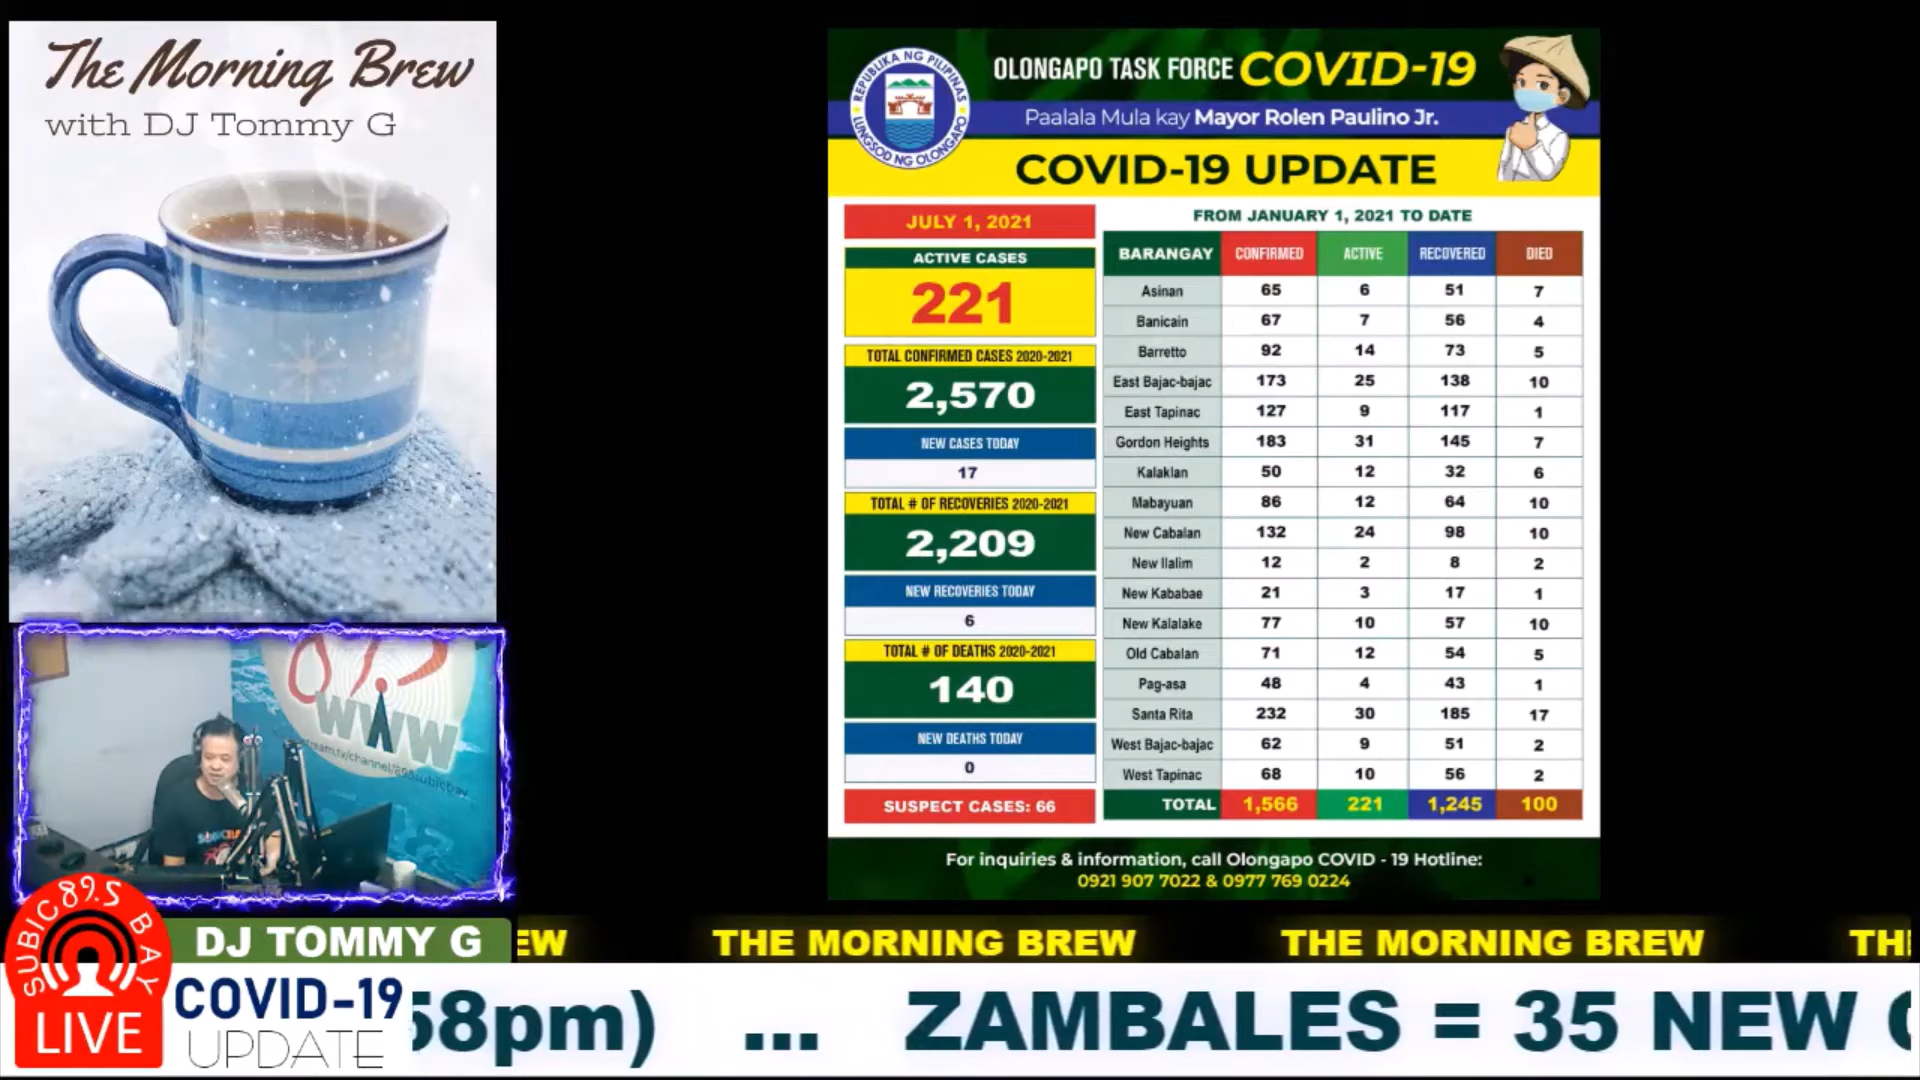 The Morning Brew
with DJ Tommy G
REPUBLIKA NG PILIPINAS
LUNGSOD NG OLONGAPO
OLONGAPO TASK FORCE COVID-19
Paalala Mula kay Mayor Rolen Paulino Jr.
COVID-19 UPDATE
JULY 1, 2021
ACTIVE CASES
221
TOTAL CONFIRMED CASES 2020-2021
2,570
NEW CASES TODAY
17
TOTAL # OF RECOVERIES 2020-2021
2,209
NEW RECOVERIES TODAY
6
TOTAL # OF DEATHS 2020-2021
140
NEW DEATHS TODAY
0
SUSPECT CASES: 66
FROM JANUARY 1, 2021 TO DATE
BARANGAY CONFIRMED ACTIVE RECOVERED DIED
Asinan 65 6 51 7
Banicain 67 7 56 4
Barretto 92 14 73 5
East Bajac-bajac 173 25 138 10
East Tapinac 127 9 117 1
Gordon Heights 183 31 145 7
Kalaklan 50 12 32 6
Mabayuan 86 12 64 10
New Cabalan 132 24 98 10
New Ilalim 12 2 8 2
New Kababae 21 3 17 1
New Kalalake 77 10 57 10
Old Cabalan 71 12 54 5
Pag-asa 48 4 43 1
Santa Rita 232 30 185 17
West Bajac-bajac 62 9 51 2
West Tapinac 68 10 56 2
TOTAL 1,566 221 1,245 100
For inquiries & information, call Olongapo COVID - 19 Hotline:
0921 907 7022 & 0977 769 0224
89.5
WWW
stream.tv/channel/895subicbay
SUBIC 89.5 BAY
LIVE
DJ TOMMY G
EW THE MORNING BREW THE MORNING BREW TH
COVID-19
UPDATE
58pm) ... ZAMBALES = 35 NEW